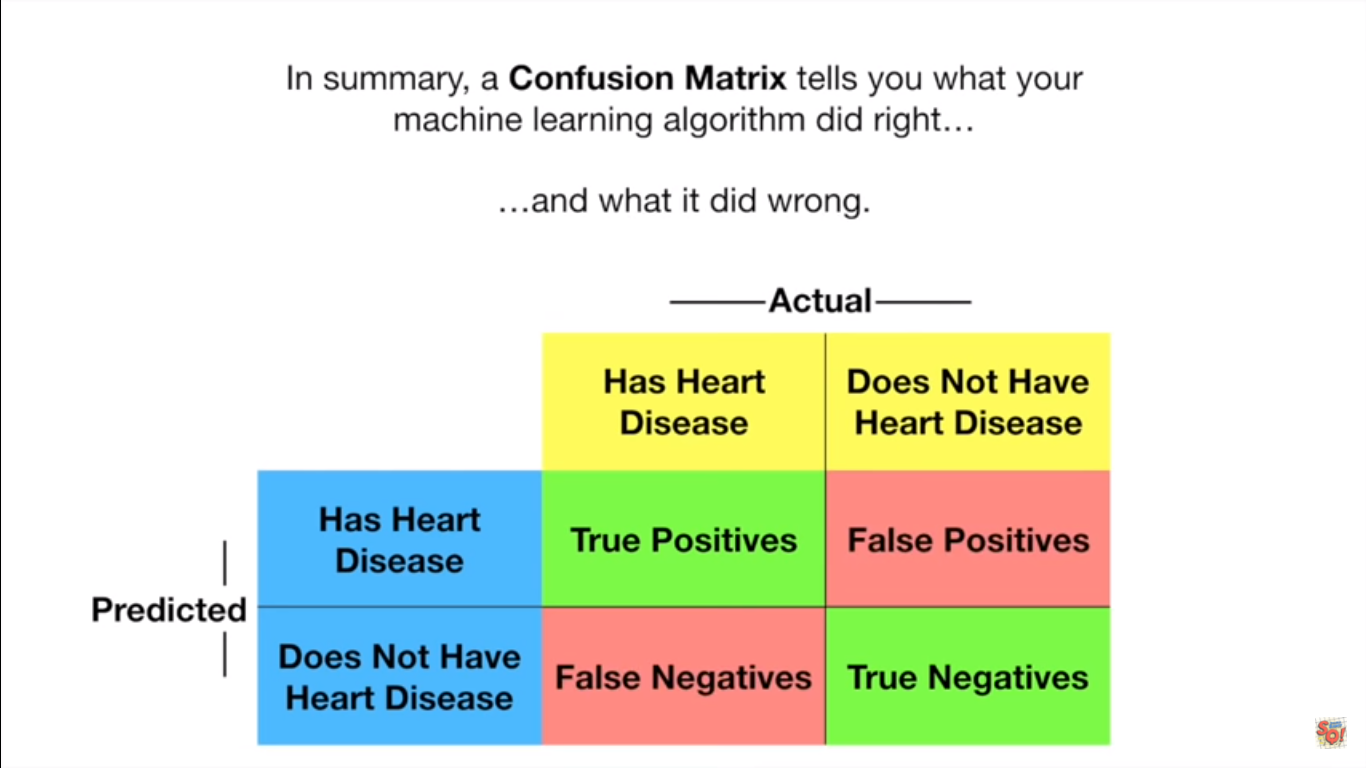 In summary, a Confusion Matrix tells you what your
machine learning algorithm did right…
…and what it did wrong.
Actual
Has Heart
Disease
Does Not Have
Heart Disease
Has Heart
Disease
True Positives
False Positives
Predicted
Does Not Have
Heart Disease
False Negatives
True Negatives